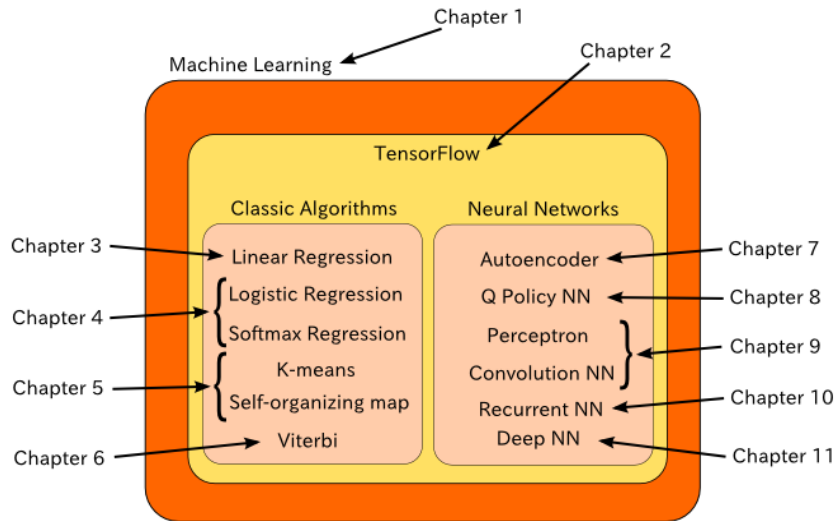 Chapter 1
Chapter 2
Machine Learning
TensorFlow
Classic Algorithms
Neural Networks
Chapter 3
Linear Regression
Chapter 4
Logistic Regression
Softmax Regression
Chapter 5
K-means
Self-organizing map
Chapter 6
Viterbi
Autoencoder
Chapter 7
Q Policy NN
Chapter 8
Perceptron
Convolution NN
Chapter 9
Recurrent NN
Chapter 10
Deep NN
Chapter 11